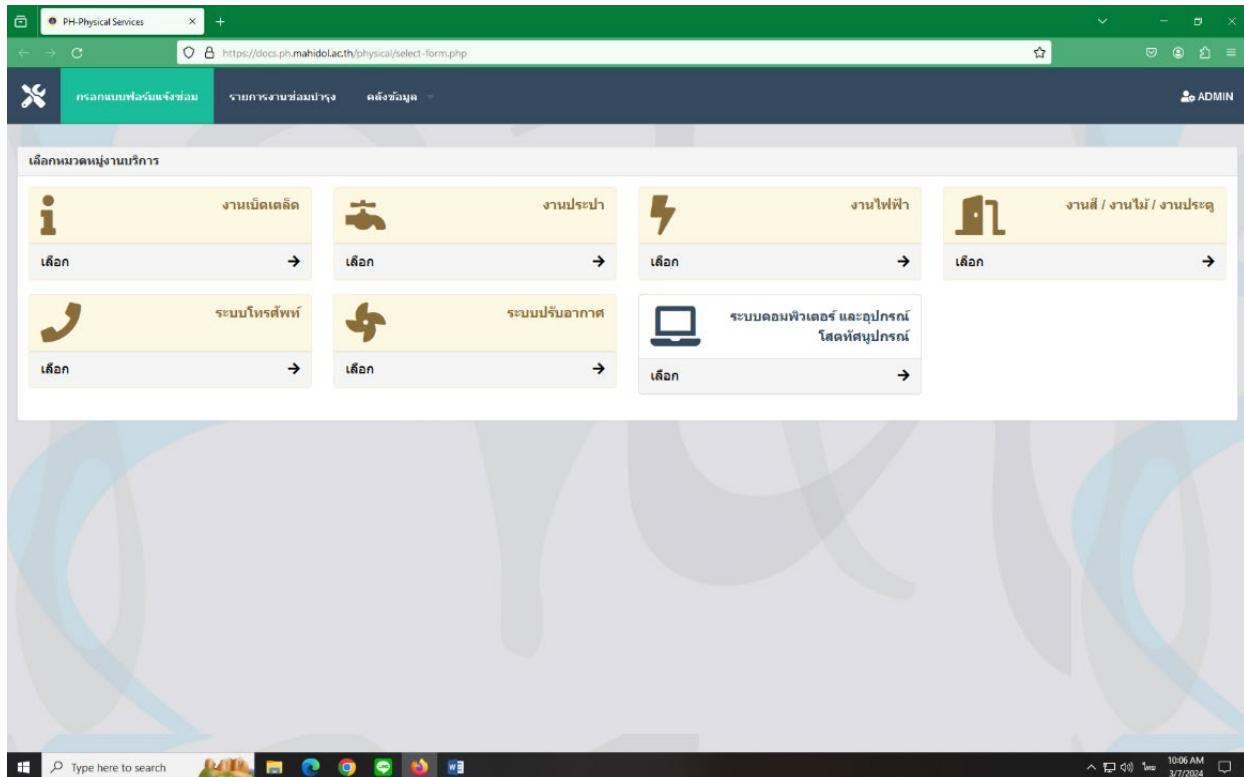 PH-Physical Services
https://docs.ph.mahidol.ac.th/physical/select-form.php
กรอกแบบฟอร์มแจ้งซ่อม รายการงานซ่อมบำรุง คลังข้อมูล ADMIN
เลือกหมวดหมู่งานบริการ
งานเบ็ดเตล็ด งานประปา งานไฟฟ้า งานสี / งานไม้ / งานประตู
เลือก เลือก เลือก เลือก
ระบบโทรศัพท์ ระบบปรับอากาศ ระบบคอมพิวเตอร์ และอุปกรณ์
โสตทัศนูปกรณ์
เลือก เลือก เลือก
Type here to search ไทย 10:06 AM
3/7/2024